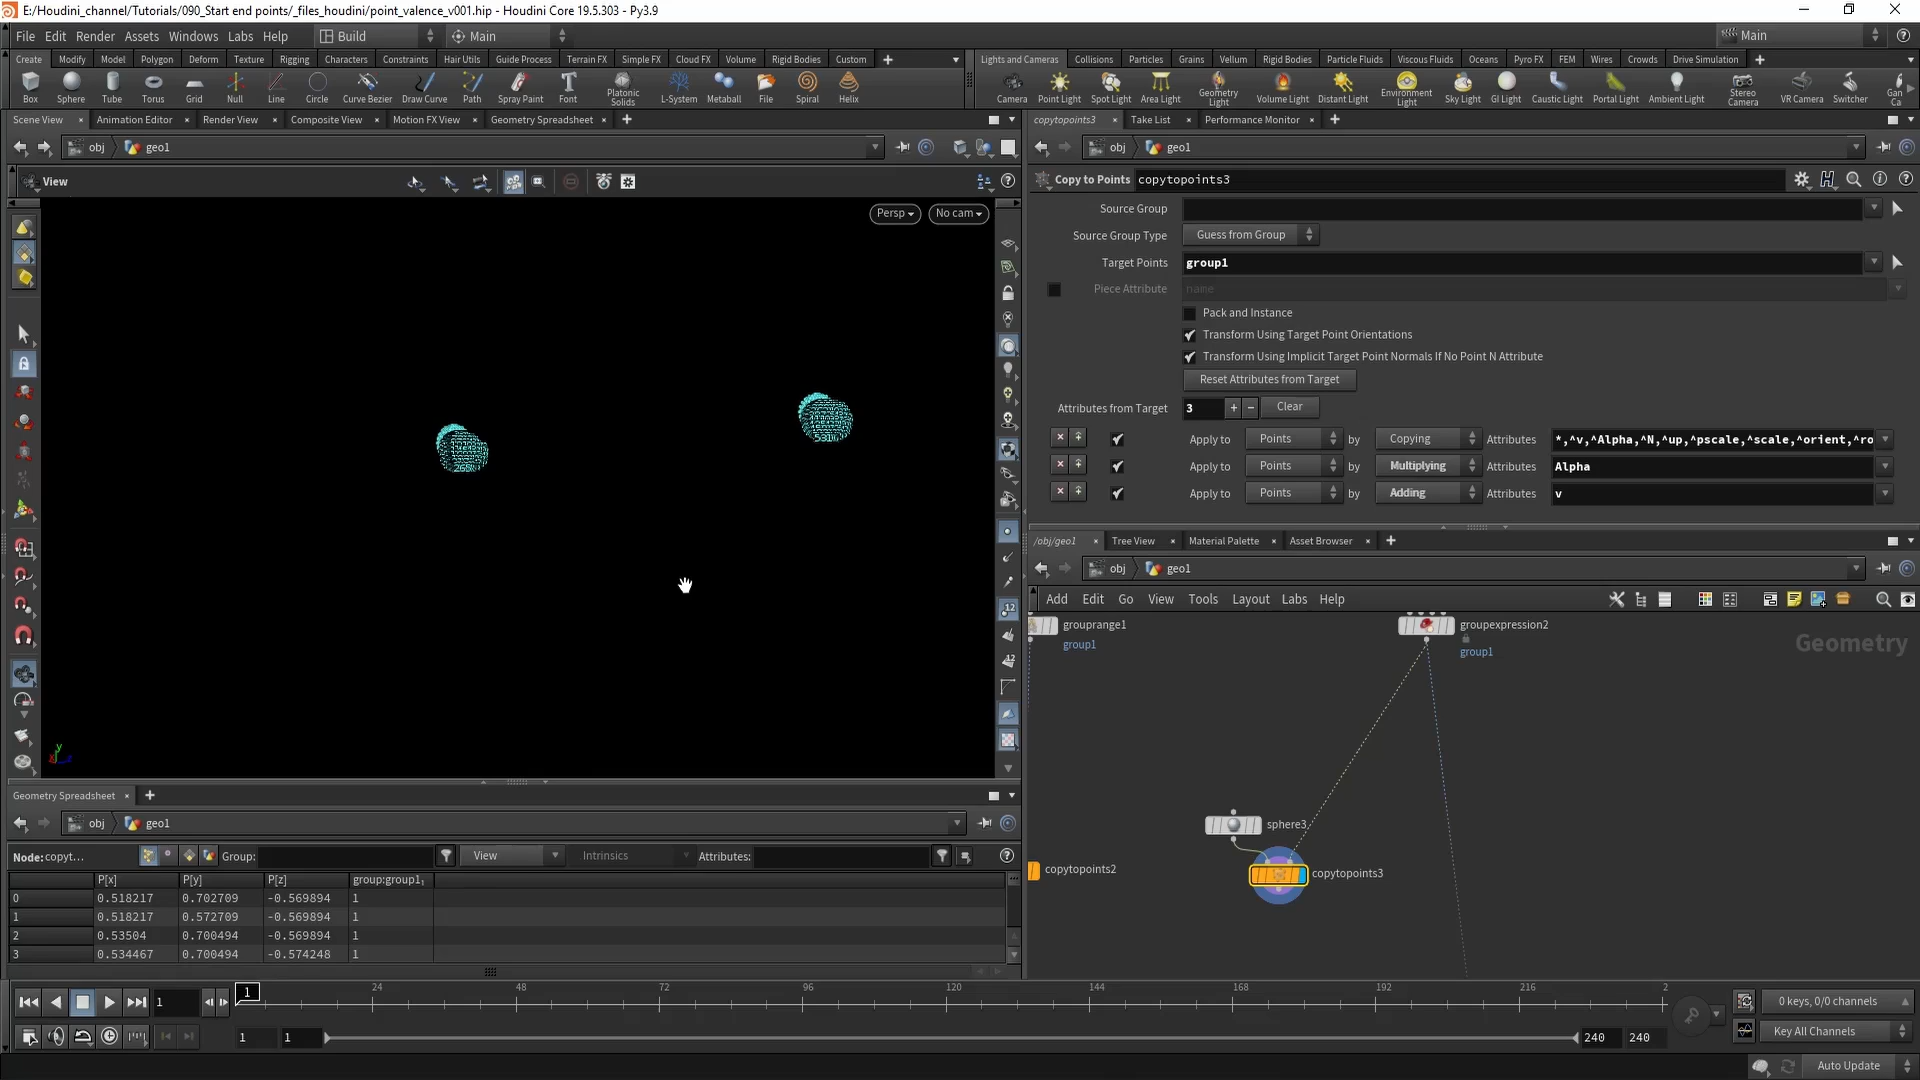 E:/Houdini_channel/Tutorials/090_Start end points/_files_houdini/point_valence_v001.hip - Houdini Core 19.5.303 - Py3.9
File Edit Render Assets Windows Labs Help Build Main Main
Create Modify Model Polygon Deform Texture Rigging Characters Constraints Hair Utils Guide Process Terrain FX Simple FX Cloud FX Volume Rigid Bodies Custom
Lights and Cameras Collisions Particles Grains Vellum Rigid Bodies Particle Fluids Viscous Fluids Oceans Pyro FX FEM Wires Crowds Drive Simulation
Box Sphere Tube Torus Grid Null Line Circle Curve Bezier Draw Curve Path Spray Paint Font Platonic Solids L-System Metaball File Spiral Helix
Camera Point Light Spot Light Area Light Geometry Light Volume Light Distant Light Environment Light Sky Light GI Light Caustic Light Portal Light Ambient Light Stereo Camera VR Camera Switcher Gan Ca
Scene View Animation Editor Render View Composite View Motion FX View Geometry Spreadsheet
copytopoints3 Take List Performance Monitor
obj geo1
obj geo1
View
Copy to Points copytopoints3
Persp No cam
Source Group
Source Group Type Guess from Group
Target Points group1
Piece Attribute name
Pack and Instance
Transform Using Target Point Orientations
Transform Using Implicit Target Point Normals If No Point N Attribute
Reset Attributes from Target
Attributes from Target 3 + - Clear
Apply to Points by Copying Attributes *,^v,^Alpha,^N,^up,^pscale,^scale,^orient,^ro
Apply to Points by Multiplying Attributes Alpha
Apply to Points by Adding Attributes v
/obj/geo1 Tree View Material Palette Asset Browser
obj geo1
Add Edit Go View Tools Layout Labs Help
Geometry
grouprange1
group1
groupexpression2
group1
sphere3
copytopoints2
copytopoints3
Geometry Spreadsheet
obj geo1
Node:copyt... Group: View Intrinsics Attributes:
P[x] P[y] P[z] group:group1
0 0.518217 0.702709 -0.569894 1
1 0.518217 0.572709 -0.569894 1
2 0.53504 0.700494 -0.569894 1
3 0.534467 0.700494 -0.574248 1
1 1 24 48 72 96 120 144 168 192 216 2
0 keys, 0/0 channels
1 1 240 240
Key All Channels
Auto Update